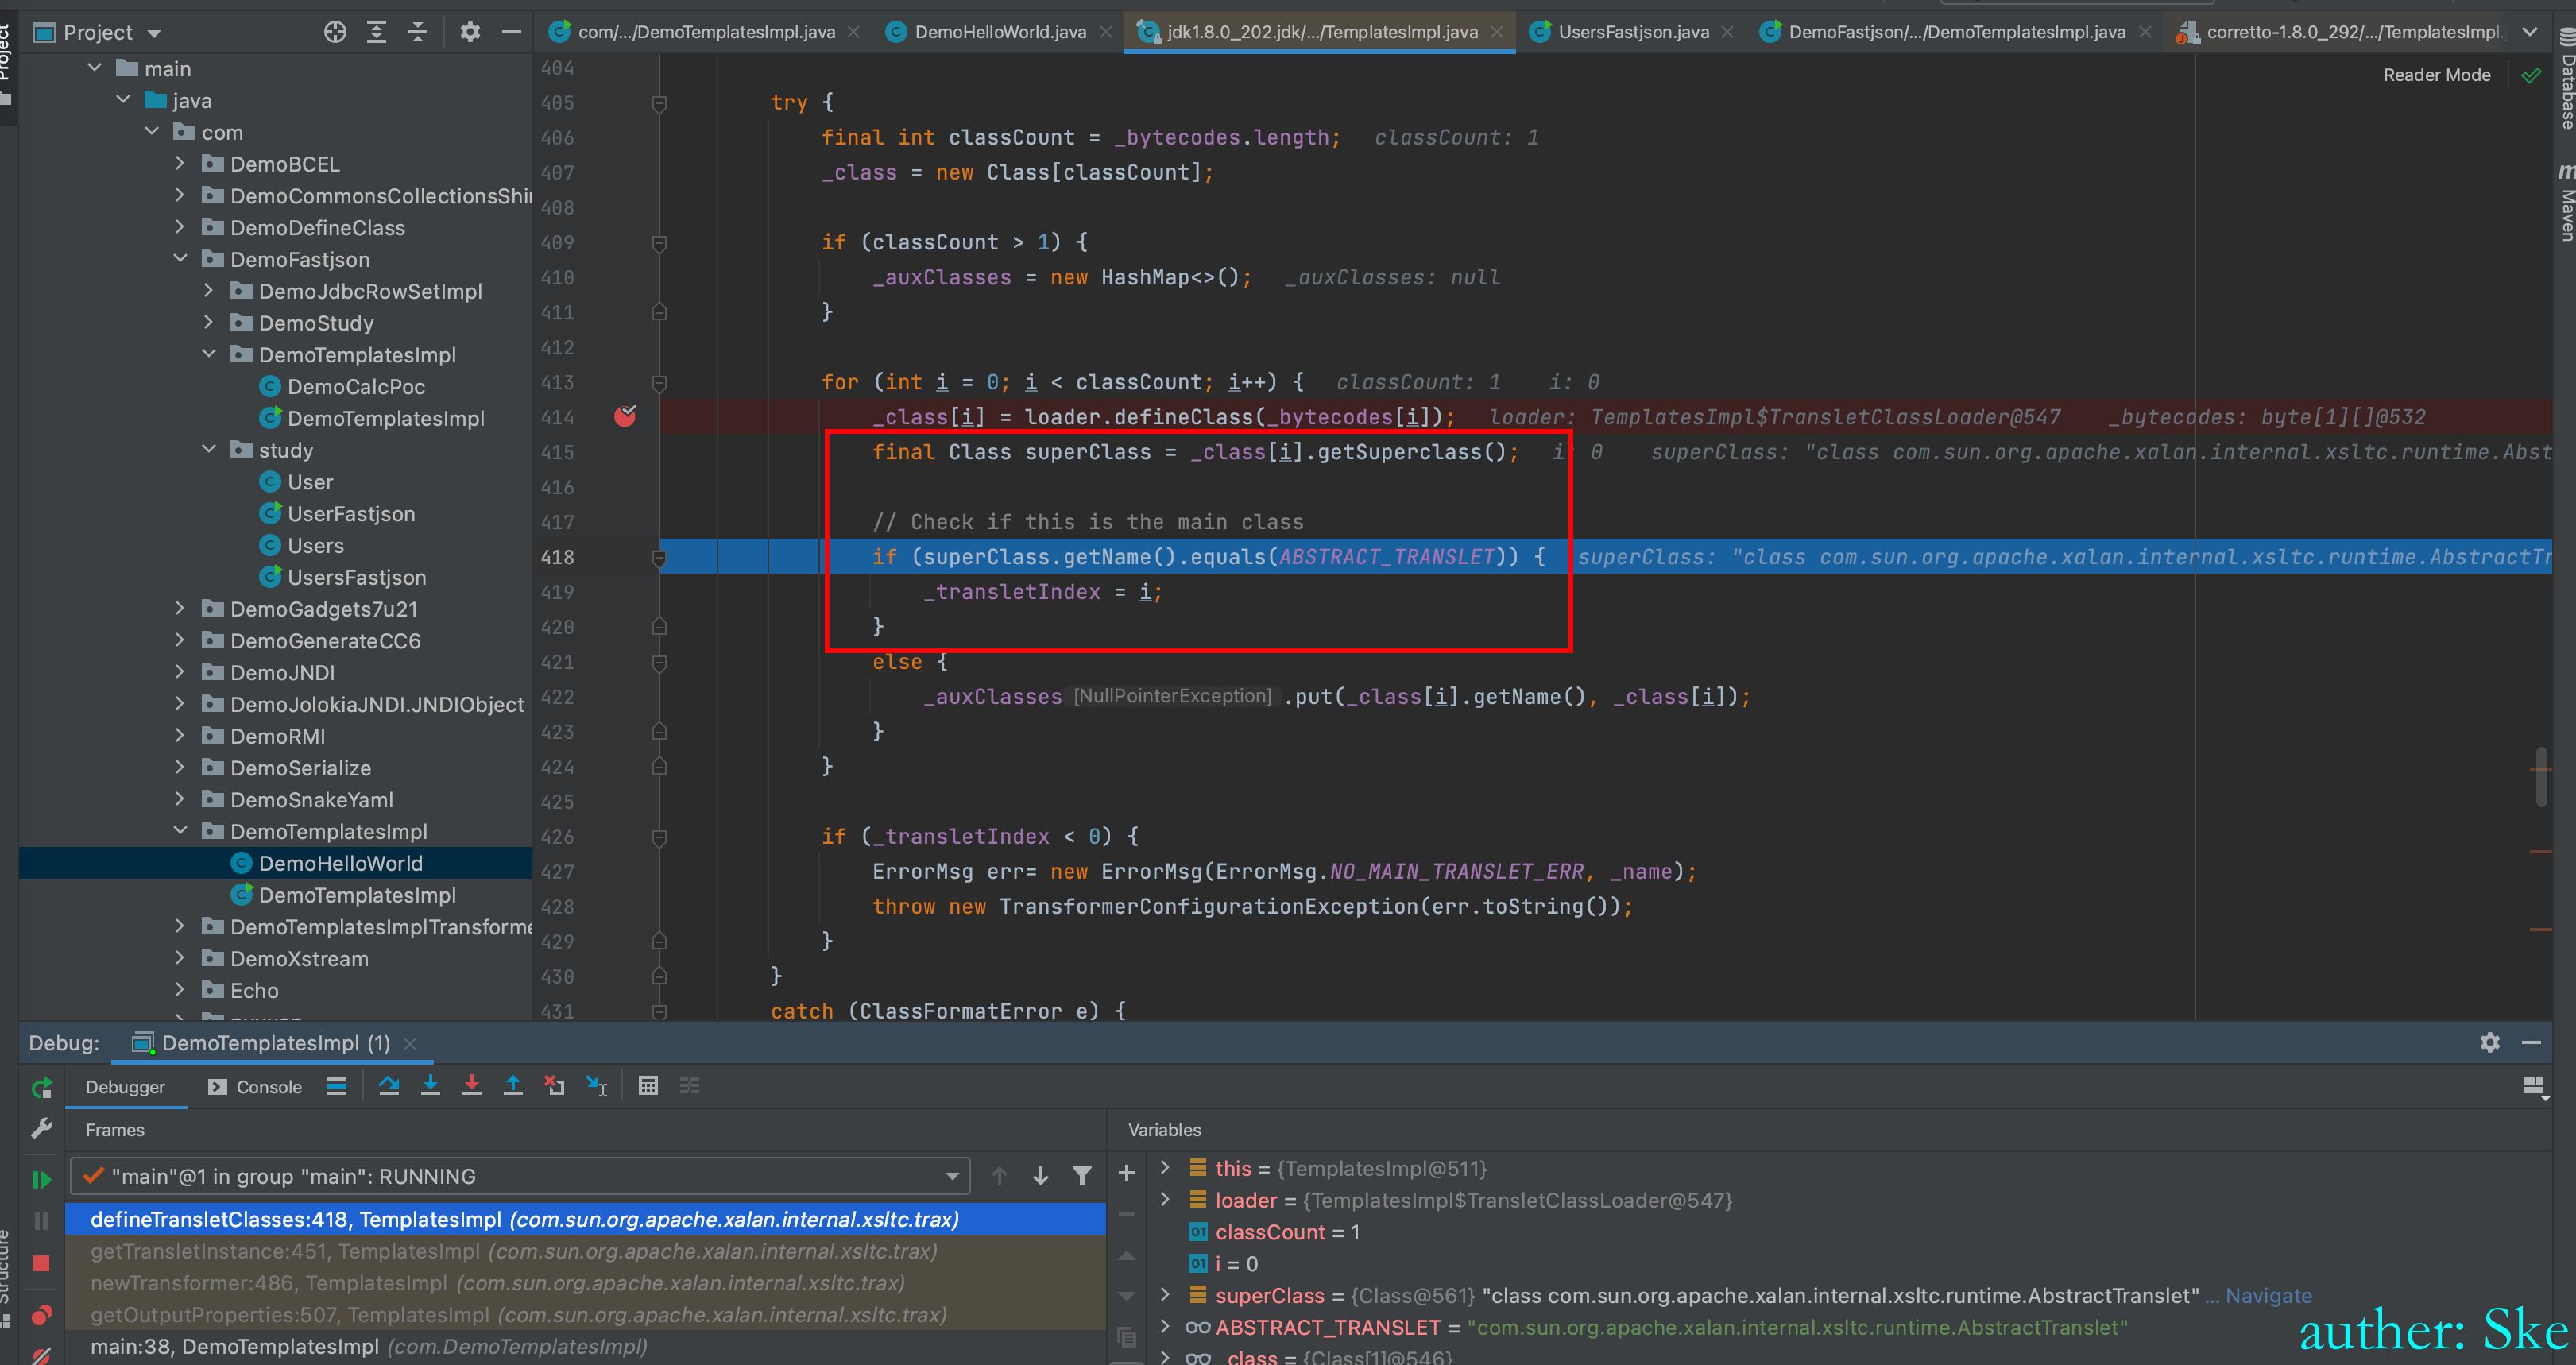 Project
com/.../DemoTemplatesImpl.java
DemoHelloWorld.java
jdk1.8.0_202.jdk/.../TemplatesImpl.java
UsersFastjson.java
DemoFastjson/.../DemoTemplatesImpl.java
corretto-1.8.0_292/.../TemplatesImpl.
Project
Structure
Database
Maven
Reader Mode
main
java
com
DemoBCEL
DemoCommonsCollectionsShir
DemoDefineClass
DemoFastjson
DemoJdbcRowSetImpl
DemoStudy
DemoTemplatesImpl
DemoCalcPoc
DemoTemplatesImpl
study
User
UserFastjson
Users
UsersFastjson
DemoGadgets7u21
DemoGenerateCC6
DemoJNDI
DemoJolokiaJNDI.JNDIObject
DemoRMI
DemoSerialize
DemoSnakeYaml
DemoTemplatesImpl
DemoHelloWorld
DemoTemplatesImpl
DemoTemplatesImplTransforme
DemoXstream
Echo
404
405 try {
406 final int classCount = _bytecodes.length; classCount: 1
407 _class = new Class[classCount];
408
409 if (classCount > 1) {
410 _auxClasses = new HashMap<>(); _auxClasses: null
411 }
412
413 for (int i = 0; i < classCount; i++) { classCount: 1 i: 0
414 _class[i] = loader.defineClass(_bytecodes[i]); loader: TemplatesImpl$TransletClassLoader@547 _bytecodes: byte[1][]@532
415 final Class superClass = _class[i].getSuperclass(); i: 0 superClass: "class com.sun.org.apache.xalan.internal.xsltc.runtime.Abst
416
417 // Check if this is the main class
418 if (superClass.getName().equals(ABSTRACT_TRANSLET)) { superClass: "class com.sun.org.apache.xalan.internal.xsltc.runtime.AbstractTr
419 _transletIndex = i;
420 }
421 else {
422 _auxClasses [NullPointerException] .put(_class[i].getName(), _class[i]);
423 }
424 }
425
426 if (_transletIndex < 0) {
427 ErrorMsg err= new ErrorMsg(ErrorMsg.NO_MAIN_TRANSLET_ERR, _name);
428 throw new TransformerConfigurationException(err.toString());
429 }
430 }
431 catch (ClassFormatError e) {
Debug: DemoTemplatesImpl (1)
Debugger Console
Frames
"main"@1 in group "main": RUNNING
defineTransletClasses:418, TemplatesImpl (com.sun.org.apache.xalan.internal.xsltc.trax)
getTransletInstance:451, TemplatesImpl (com.sun.org.apache.xalan.internal.xsltc.trax)
newTransformer:486, TemplatesImpl (com.sun.org.apache.xalan.internal.xsltc.trax)
getOutputProperties:507, TemplatesImpl (com.sun.org.apache.xalan.internal.xsltc.trax)
main:38, DemoTemplatesImpl (com.DemoTemplatesImpl)
Variables
this = {TemplatesImpl@511}
loader = {TemplatesImpl$TransletClassLoader@547}
classCount = 1
i = 0
superClass = {Class@561} "class com.sun.org.apache.xalan.internal.xsltc.runtime.AbstractTranslet" ... Navigate
ABSTRACT_TRANSLET = "com.sun.org.apache.xalan.internal.xsltc.runtime.AbstractTranslet"
_class = {Class[1]@546}
auther: Ske